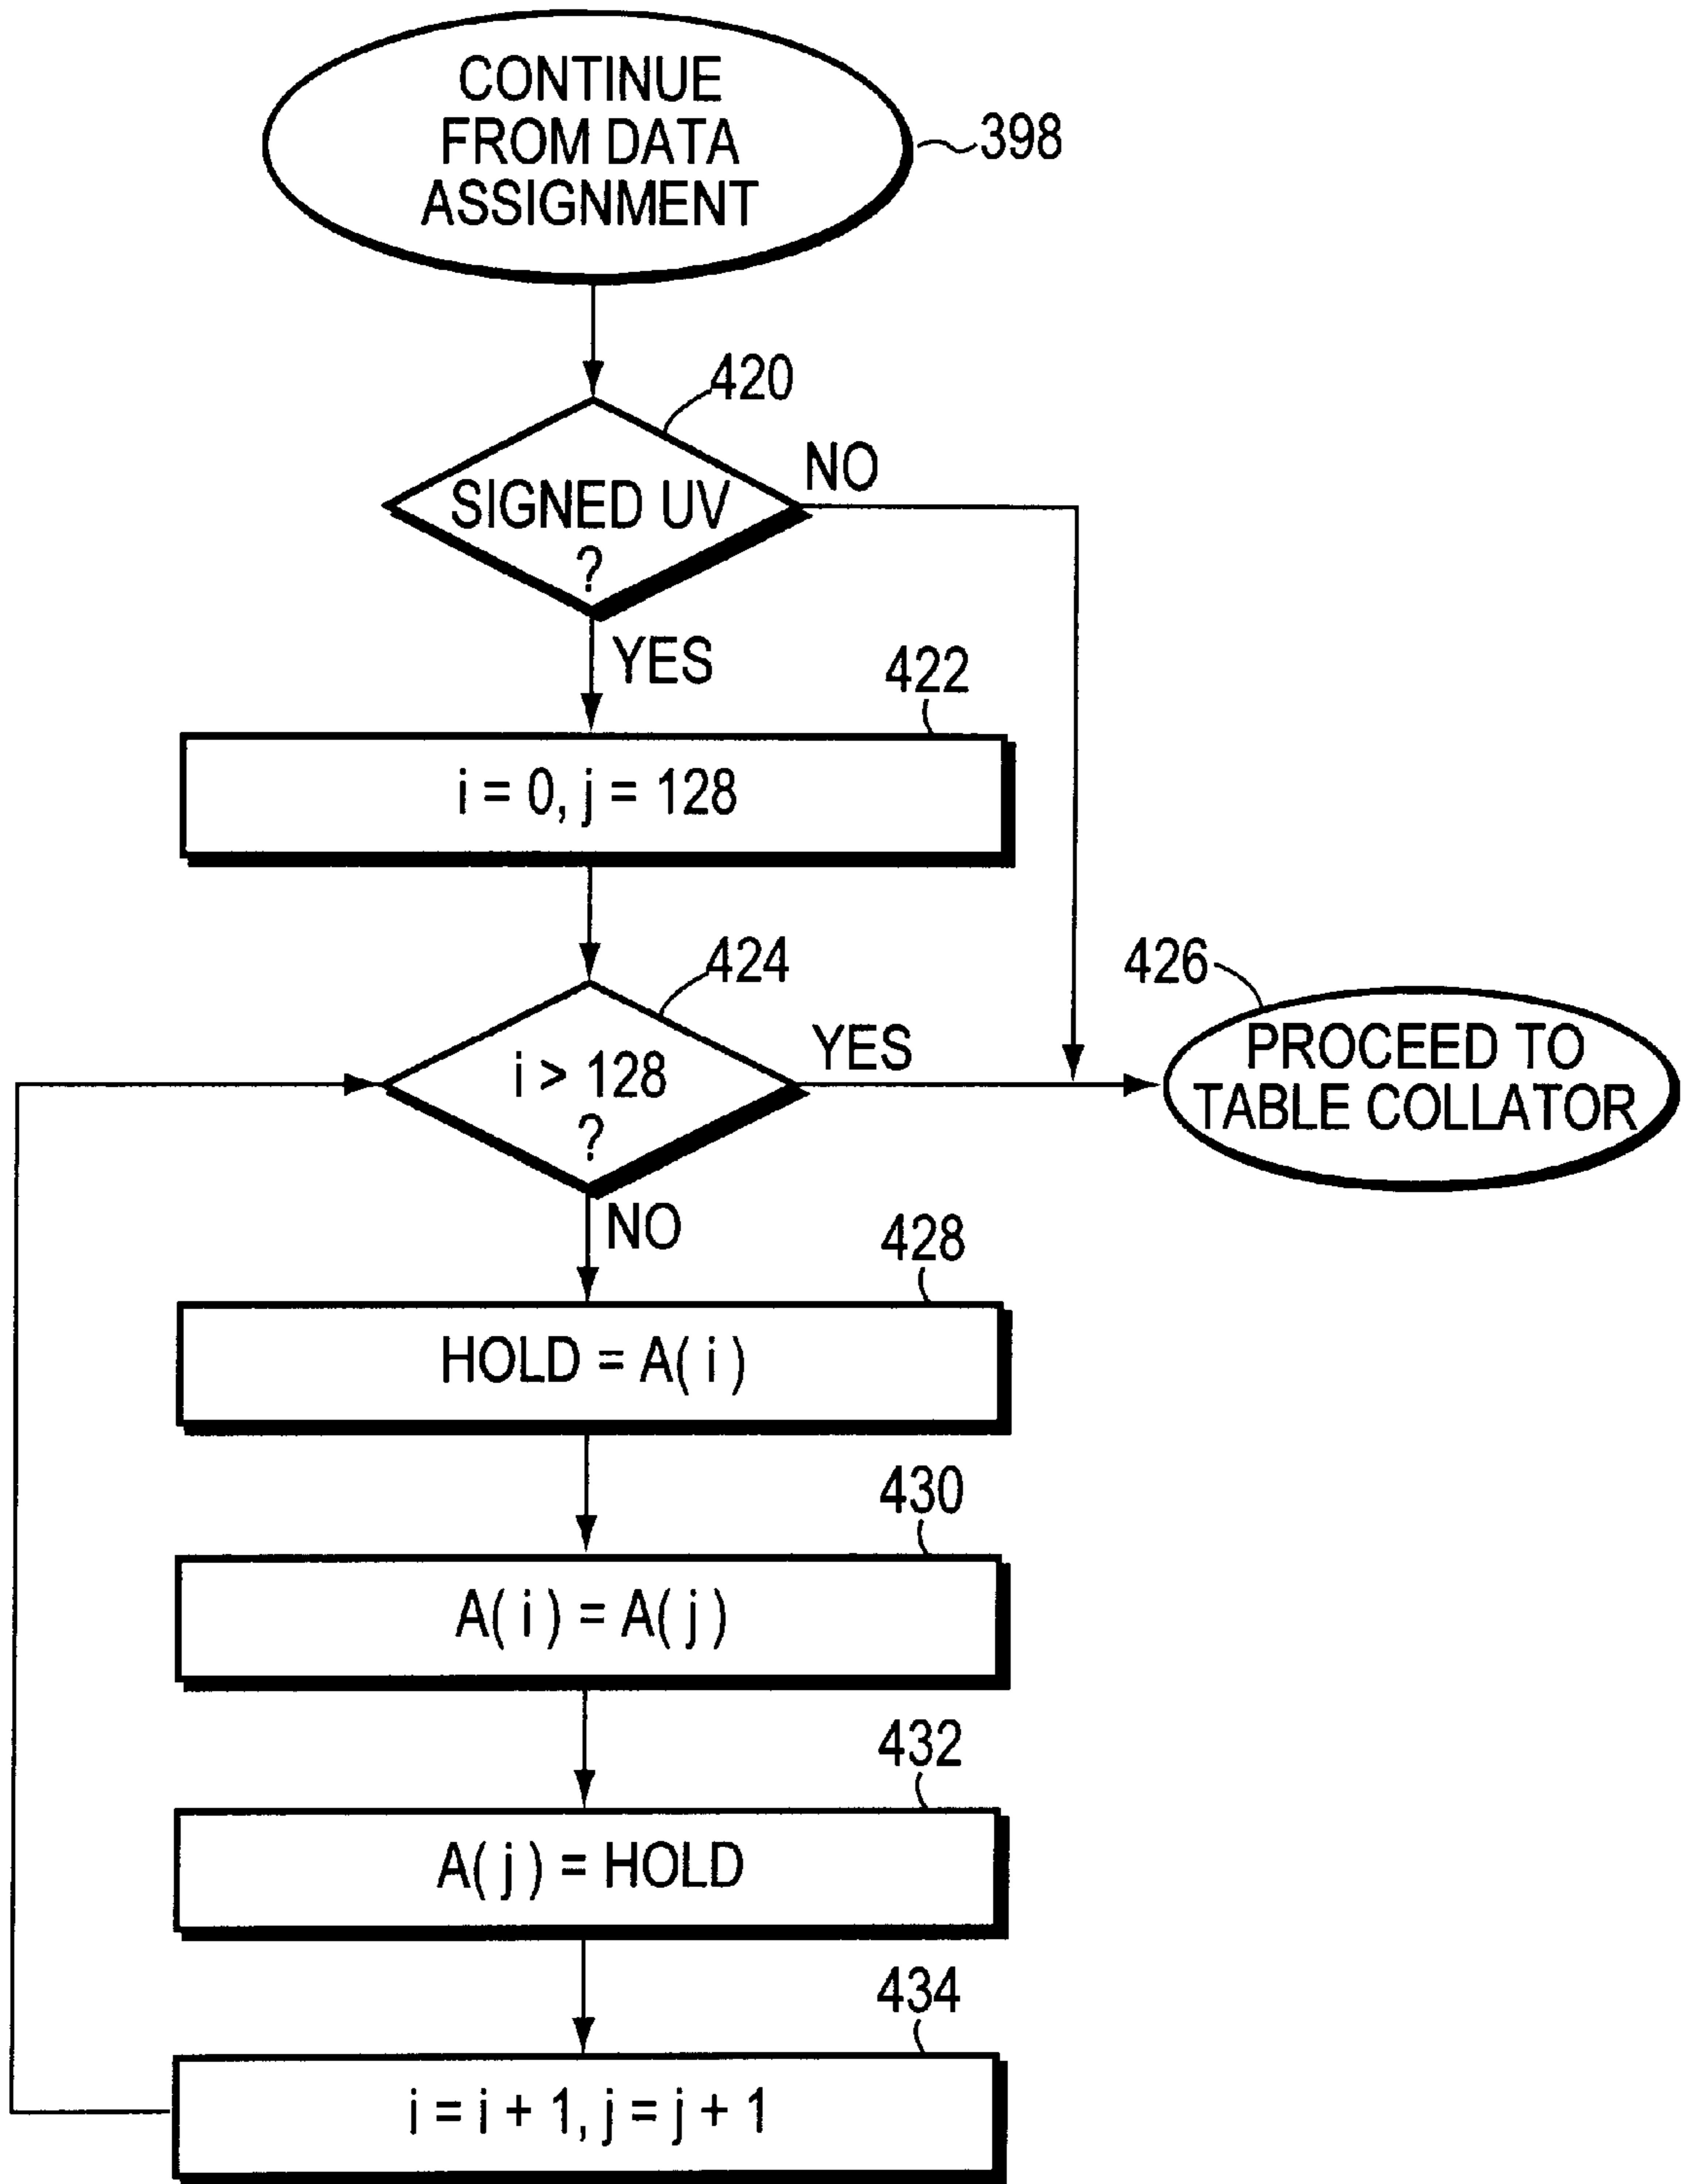 CONTINUE
FROM DATA
ASSIGNMENT
398
420
SIGNED UV
?
NO
YES
422
i = 0, j = 128
424
i > 128
?
YES
426
PROCEED TO
TABLE COLLATOR
NO
428
HOLD = A( i )
430
A( i ) = A( j )
432
A( j ) = HOLD
434
i = i + 1, j = j + 1